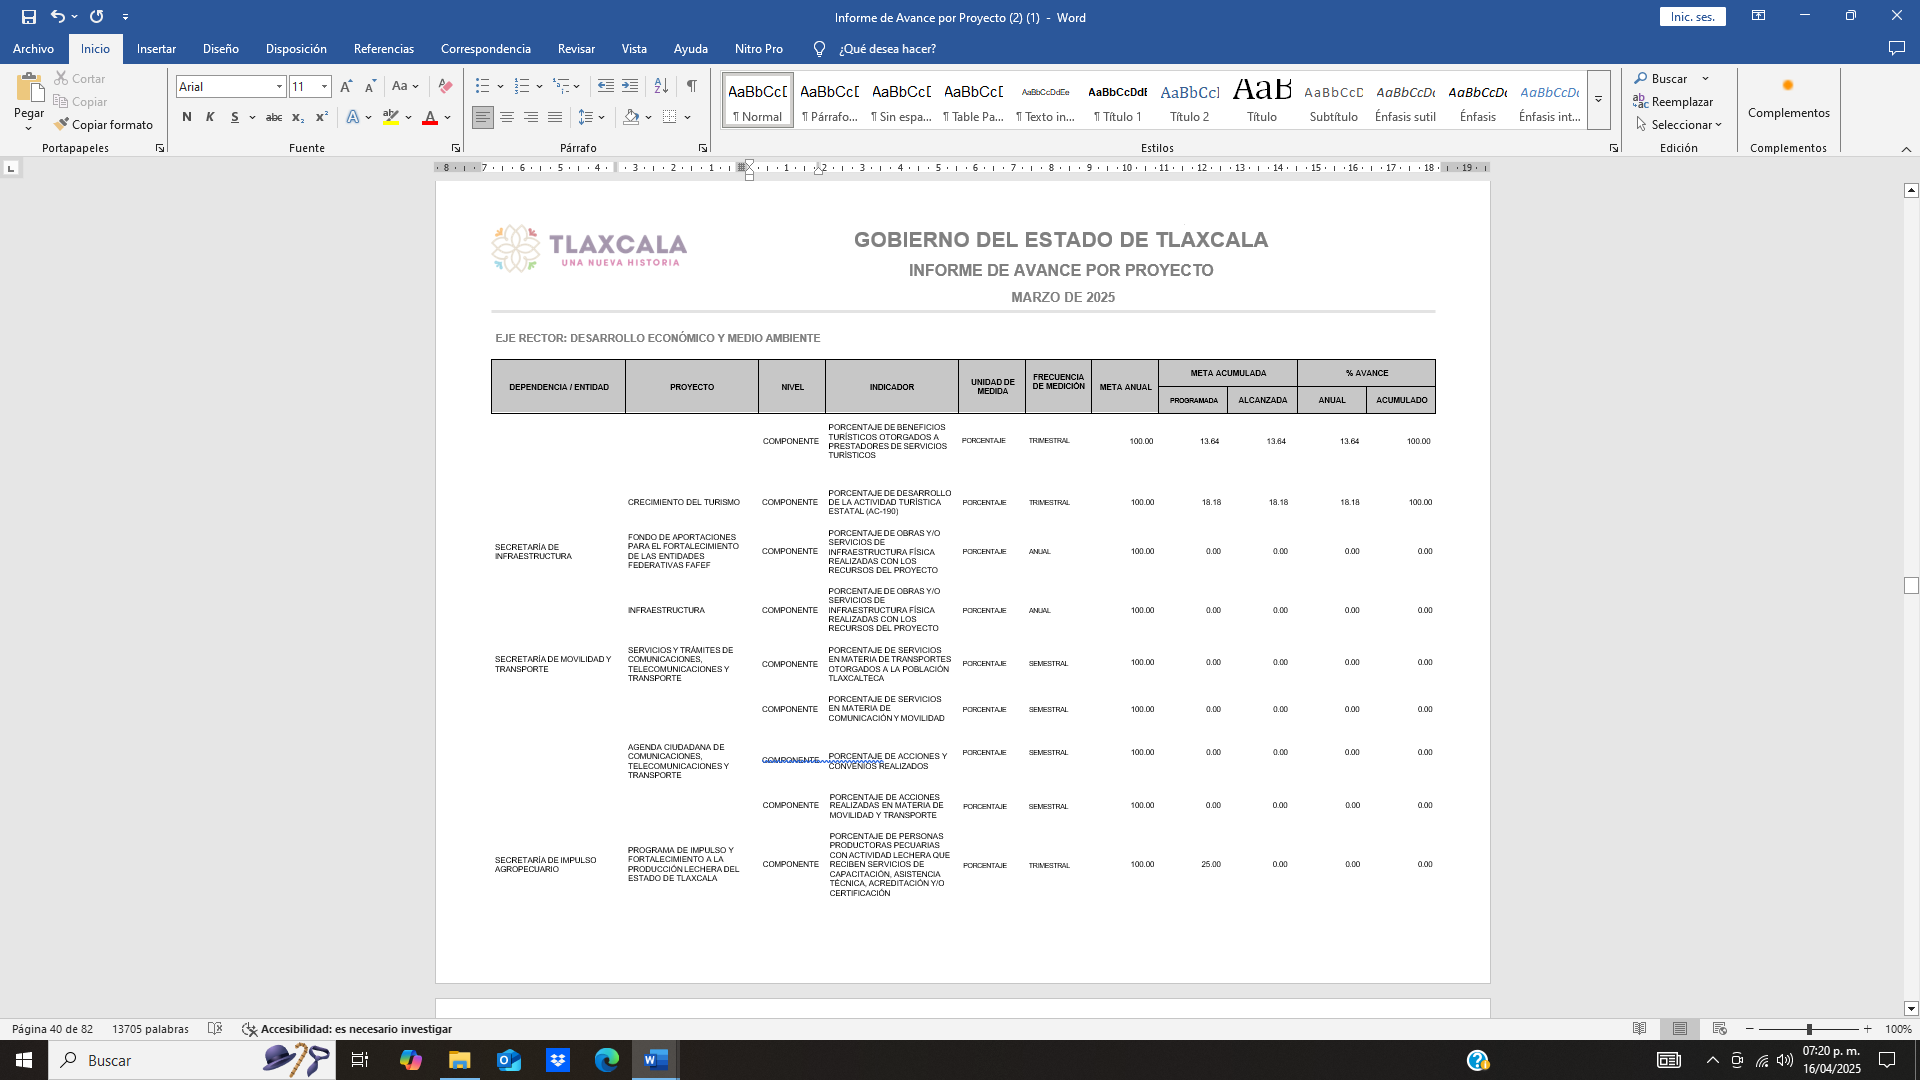 Informe de Avance por Proyecto (2) (1) - Word
Inic. ses.
Archivo Inicio Insertar Diseño Disposición Referencias Correspondencia Revisar Vista Ayuda Nitro Pro ¿Qué desea hacer?
Pegar
Cortar
Copiar
Copiar formato
Portapapeles
Arial 11
Fuente
Párrafo
AaBbCcDdEe
¶ Normal ¶ Párrafo... ¶ Sin espa... ¶ Table Pa... ¶ Texto in... ¶ Título 1 Título 2 Título Subtítulo Énfasis sutil Énfasis Énfasis int...
Estilos
Buscar
Reemplazar
Seleccionar
Edición
Complementos
Complementos
TLAXCALA
UNA NUEVA HISTORIA
GOBIERNO DEL ESTADO DE TLAXCALA
INFORME DE AVANCE POR PROYECTO
MARZO DE 2025
EJE RECTOR: DESARROLLO ECONÓMICO Y MEDIO AMBIENTE
DEPENDENCIA / ENTIDAD PROYECTO NIVEL INDICADOR UNIDAD DE MEDIDA FRECUENCIA DE MEDICIÓN META ANUAL META ACUMULADA % AVANCE
PROGRAMADA ALCANZADA ANUAL ACUMULADO
COMPONENTE PORCENTAJE DE BENEFICIOS TURÍSTICOS OTORGADOS A PRESTADORES DE SERVICIOS TURÍSTICOS PORCENTAJE TRIMESTRAL 100.00 13.64 13.64 13.64 100.00
CRECIMIENTO DEL TURISMO COMPONENTE PORCENTAJE DE DESARROLLO DE LA ACTIVIDAD TURÍSTICA ESTATAL (AC-190) PORCENTAJE TRIMESTRAL 100.00 18.18 18.18 18.18 100.00
SECRETARÍA DE INFRAESTRUCTURA FONDO DE APORTACIONES PARA EL FORTALECIMIENTO DE LAS ENTIDADES FEDERATIVAS FAFEF COMPONENTE PORCENTAJE DE OBRAS Y/O SERVICIOS DE INFRAESTRUCTURA FÍSICA REALIZADAS CON LOS RECURSOS DEL PROYECTO PORCENTAJE ANUAL 100.00 0.00 0.00 0.00 0.00
INFRAESTRUCTURA COMPONENTE PORCENTAJE DE OBRAS Y/O SERVICIOS DE INFRAESTRUCTURA FÍSICA REALIZADAS CON LOS RECURSOS DEL PROYECTO PORCENTAJE ANUAL 100.00 0.00 0.00 0.00 0.00
SECRETARÍA DE MOVILIDAD Y TRANSPORTE SERVICIOS Y TRÁMITES DE COMUNICACIONES, TELECOMUNICACIONES Y TRANSPORTE COMPONENTE PORCENTAJE DE SERVICIOS EN MATERIA DE TRANSPORTES OTORGADOS A LA POBLACIÓN TLAXCALTECA PORCENTAJE SEMESTRAL 100.00 0.00 0.00 0.00 0.00
COMPONENTE PORCENTAJE DE SERVICIOS EN MATERIA DE COMUNICACIÓN Y MOVILIDAD PORCENTAJE SEMESTRAL 100.00 0.00 0.00 0.00 0.00
AGENDA CIUDADANA DE COMUNICACIONES, TELECOMUNICACIONES Y TRANSPORTE COMPONENTE PORCENTAJE DE ACCIONES Y CONVENIOS REALIZADOS PORCENTAJE SEMESTRAL 100.00 0.00 0.00 0.00 0.00
COMPONENTE PORCENTAJE DE ACCIONES REALIZADAS EN MATERIA DE MOVILIDAD Y TRANSPORTE PORCENTAJE SEMESTRAL 100.00 0.00 0.00 0.00 0.00
SECRETARÍA DE IMPULSO AGROPECUARIO PROGRAMA DE IMPULSO Y FORTALECIMIENTO A LA PRODUCCIÓN LECHERA DEL ESTADO DE TLAXCALA COMPONENTE PORCENTAJE DE PERSONAS PRODUCTORAS PECUARIAS CON ACTIVIDAD LECHERA QUE RECIBEN SERVICIOS DE CAPACITACIÓN, ASISTENCIA TÉCNICA, ACREDITACIÓN Y/O CERTIFICACIÓN PORCENTAJE TRIMESTRAL 100.00 25.00 0.00 0.00 0.00
Página 40 de 82 13705 palabras Accesibilidad: es necesario investigar 100%
Buscar
07:20 p. m.
16/04/2025